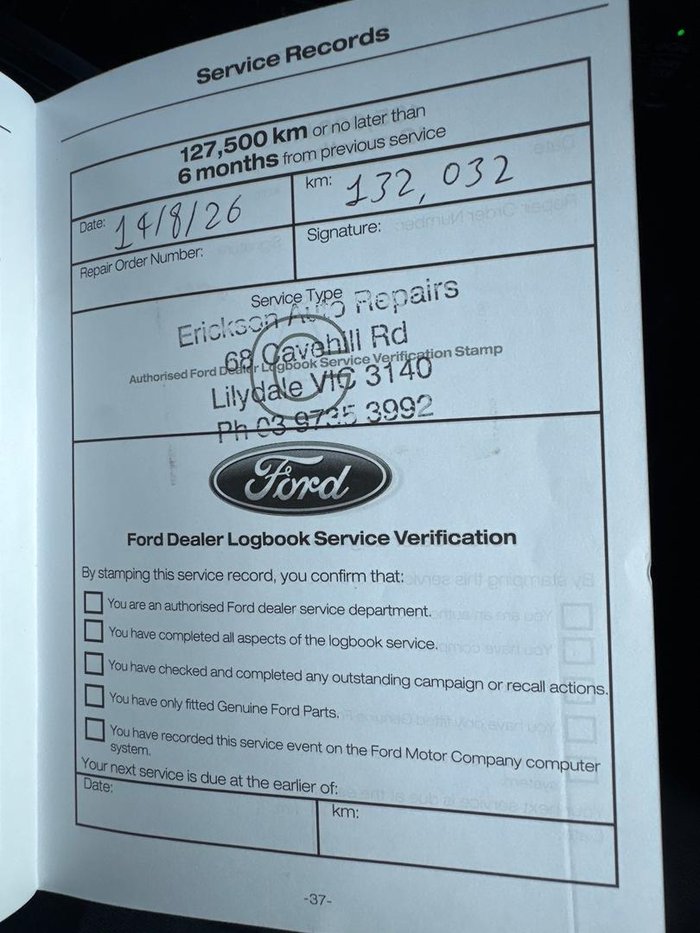 Service Records
127,500 km or no later than
6 months from previous service
Date: 14/8/26
km: 132,032
Repair Order Number:
Signature:
Service Type
Erickson Auto Repairs
68 Cavehill Rd
Authorised Ford Dealer Logbook Service Verification Stamp
Lilydale VIC 3140
Ph 03 9735 3992
Ford
Ford Dealer Logbook Service Verification
By stamping this service record, you confirm that:
You are an authorised Ford dealer service department.
You have completed all aspects of the logbook service.
You have checked and completed any outstanding campaign or recall actions.
You have only fitted Genuine Ford Parts.
You have recorded this service event on the Ford Motor Company computer
system.
Your next service is due at the earlier of:
Date:
km:
-37-